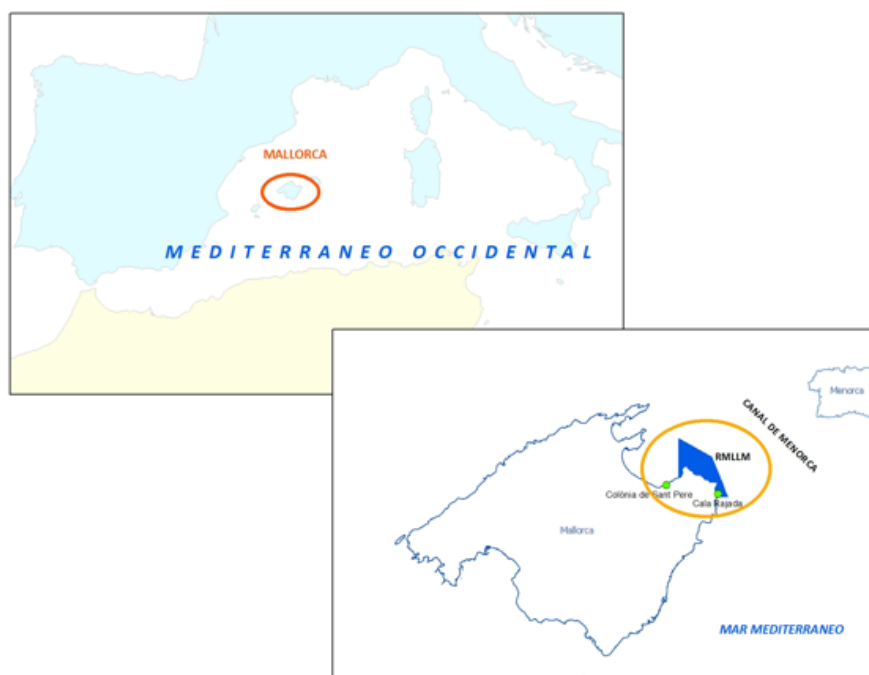 MALLORCA
MEDITERRANEO OCCIDENTAL
Menorca
CANAL DE MENORCA
RMLLM
Colònia de Sant Pere
Cala Rajada
Mallorca
MAR MEDITERRANEO